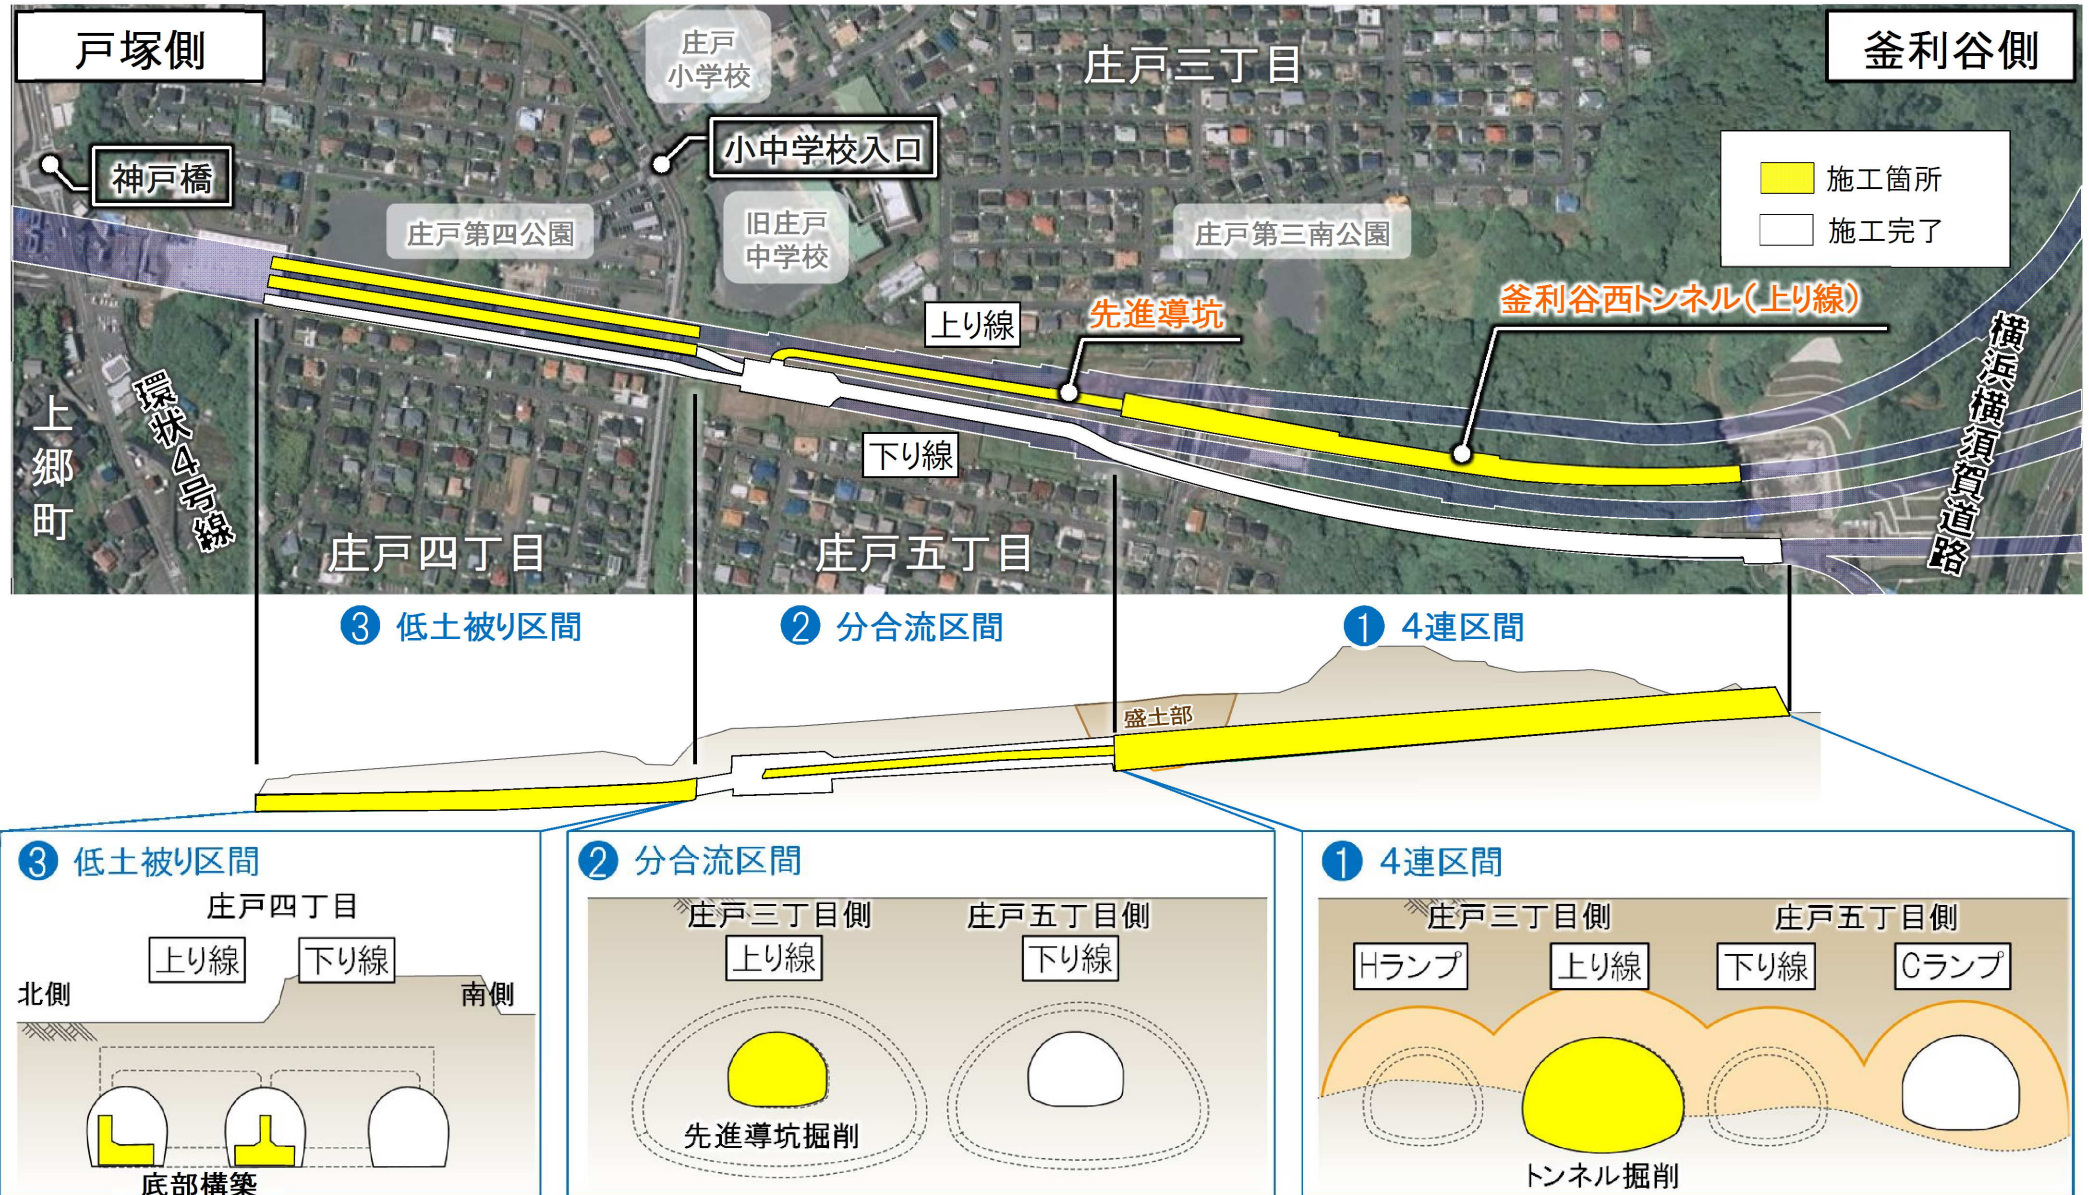 戸塚側
釜利谷側
庄戸
小学校
庄戸三丁目
小中学校入口
神戸橋
施工箇所
施工完了
庄戸第四公園
旧庄戸
中学校
庄戸第三南公園
上り線
先進導坑
釜利谷西トンネル(上り線)
横浜横須賀道路
上郷町
環状4号線
下り線
庄戸四丁目
庄戸五丁目
3 低土被り区間
2 分合流区間
1 4連区間
盛土部
3 低土被り区間
庄戸四丁目
上り線
下り線
北側
南側
底部構築
2 分合流区間
庄戸三丁目側
庄戸五丁目側
上り線
下り線
先進導坑掘削
1 4連区間
庄戸三丁目側
庄戸五丁目側
Hランプ
上り線
下り線
Cランプ
トンネル掘削